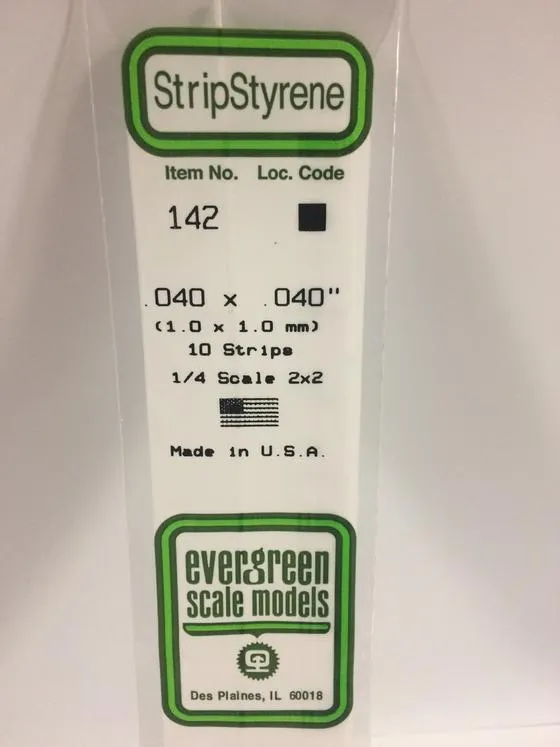 StripStyrene
Item No. Loc. Code
142
.040 x .040"
(1.0 x 1.0 mm)
10 Strips
1/4 Scale 2x2
Made in U.S.A.
evergreen
scale models
Des Plaines, IL 60018